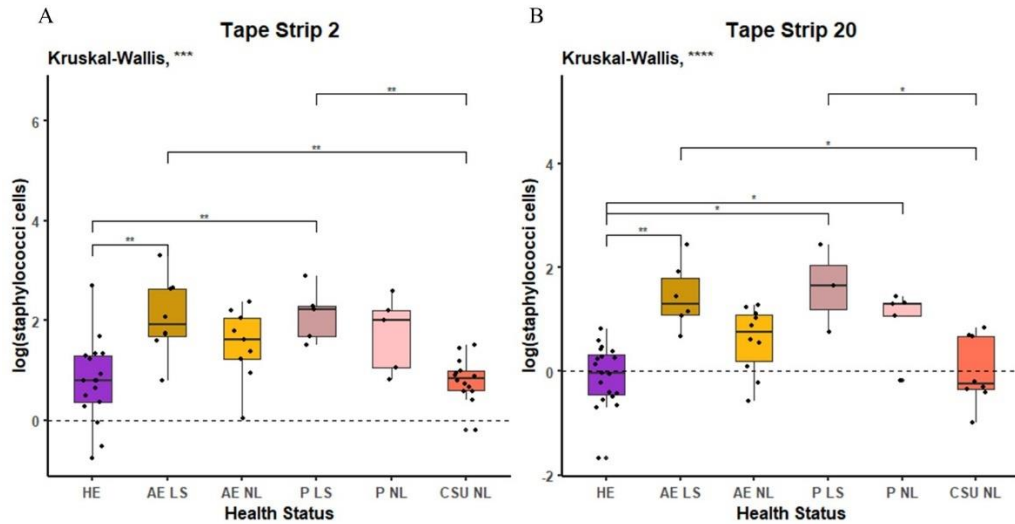 A
Tape Strip 2
Kruskal-Wallis, ***
**
**
**
**
6
4
2
0
log(staphylococci cells)
HE AE LS AE NL P LS P NL CSU NL
Health Status
B
Tape Strip 20
Kruskal-Wallis, ****
*
*
*
*
**
4
2
0
-2
log(staphylococci cells)
HE AE LS AE NL P LS P NL CSU NL
Health Status